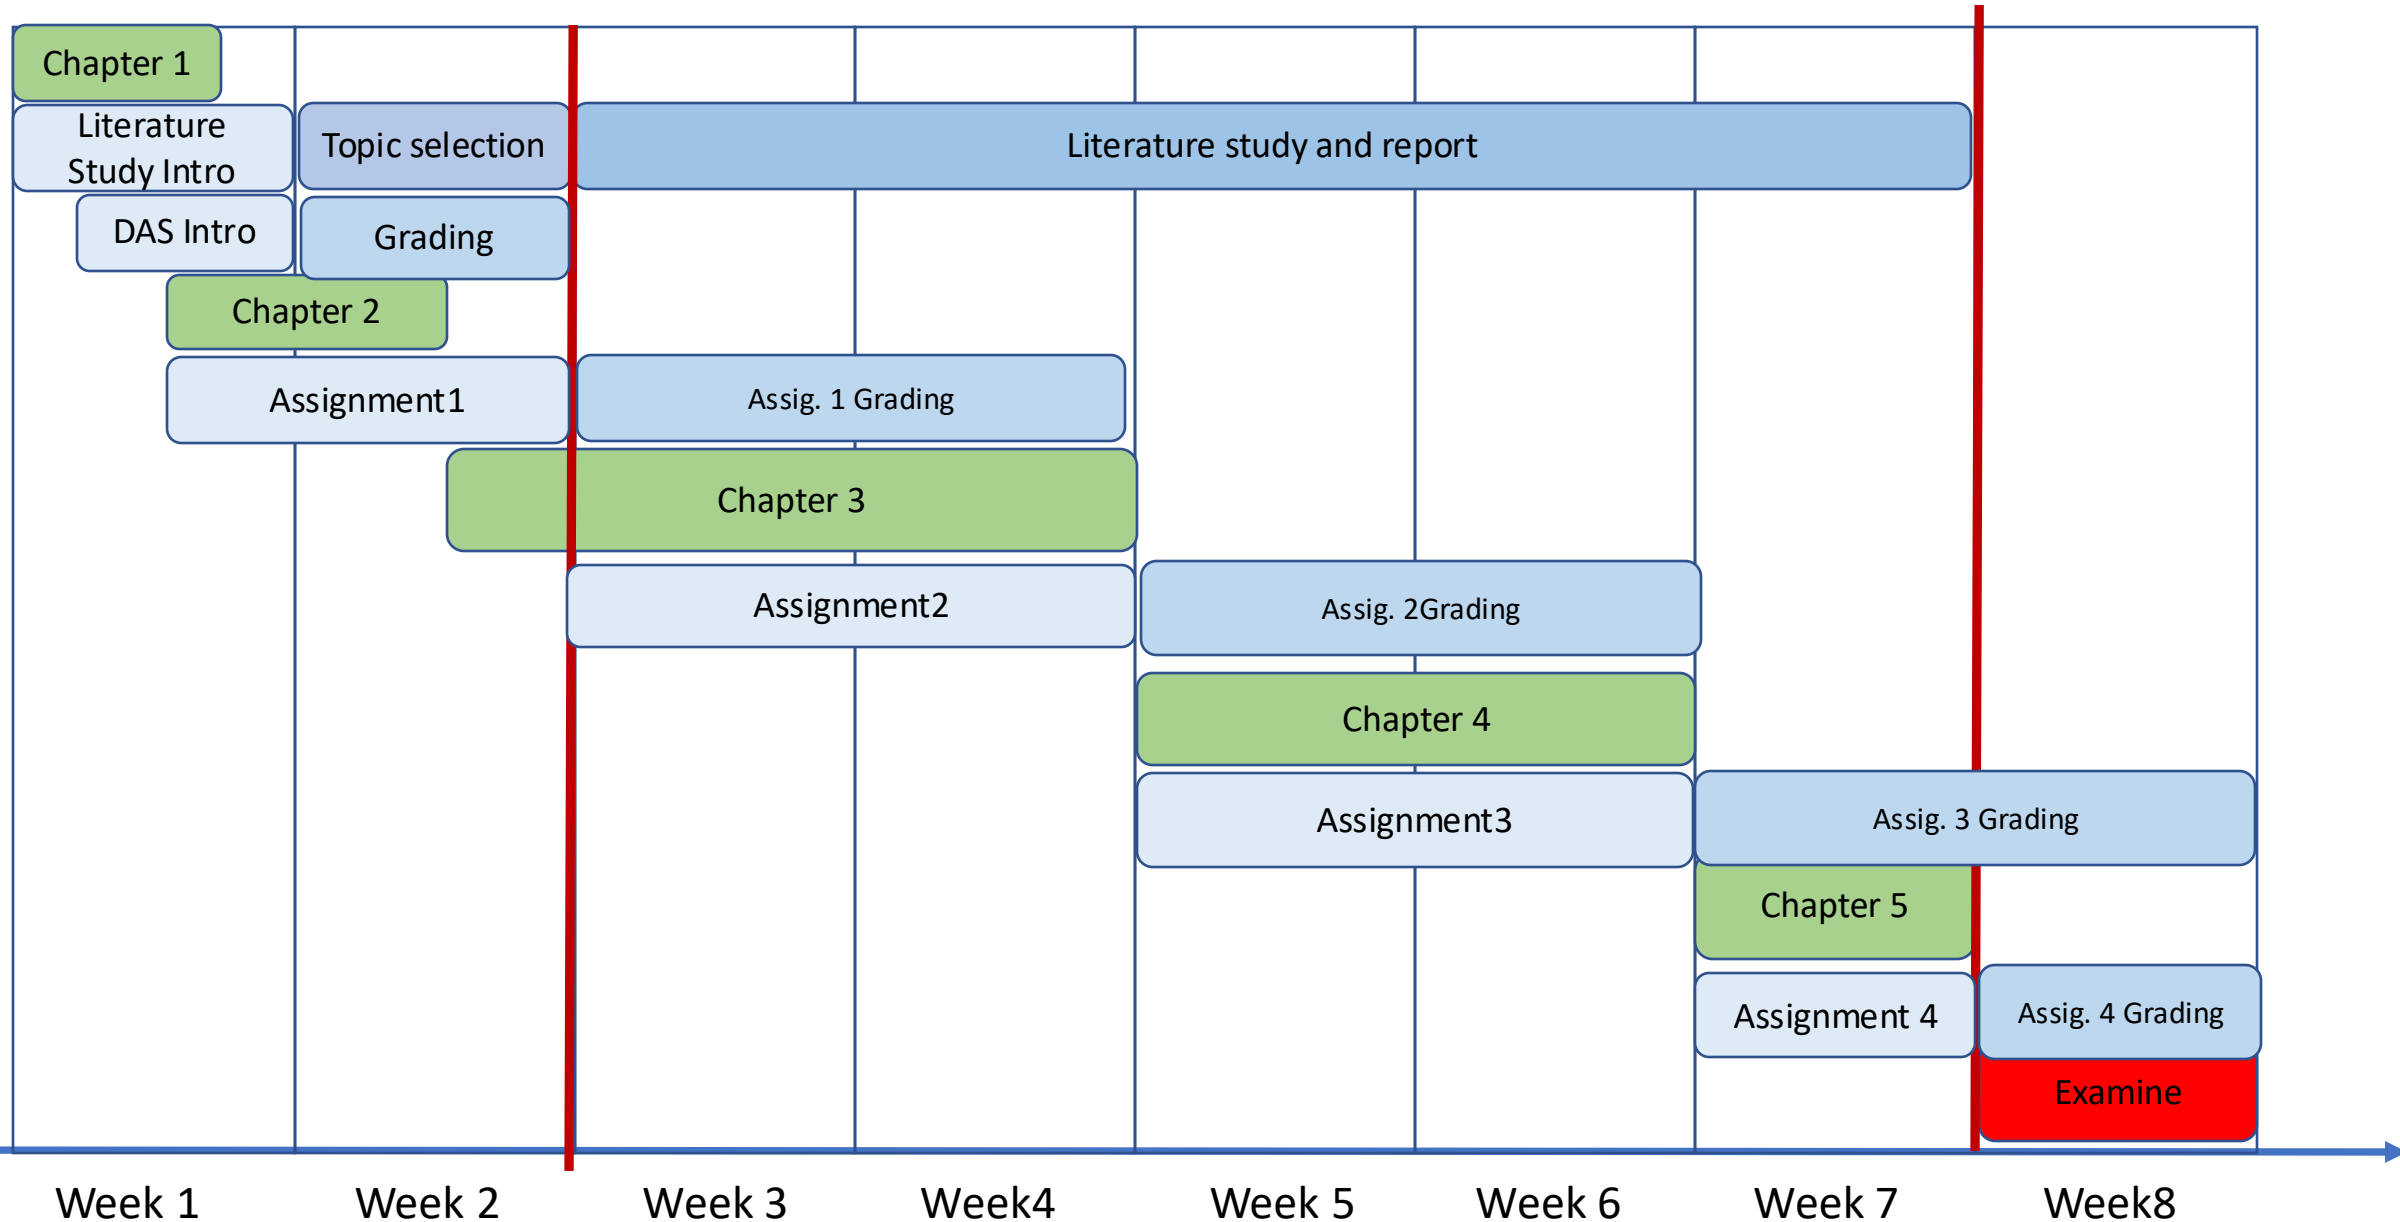 Chapter 1
Literature
Study Intro
Topic selection
Literature study and report
DAS Intro
Grading
Chapter 2
Assignment1
Assig. 1 Grading
Chapter 3
Assignment2
Assig. 2Grading
Chapter 4
Assignment3
Assig. 3 Grading
Chapter 5
Assignment 4
Assig. 4 Grading
Examine
Week 1
Week 2
Week 3
Week4
Week 5
Week 6
Week 7
Week8